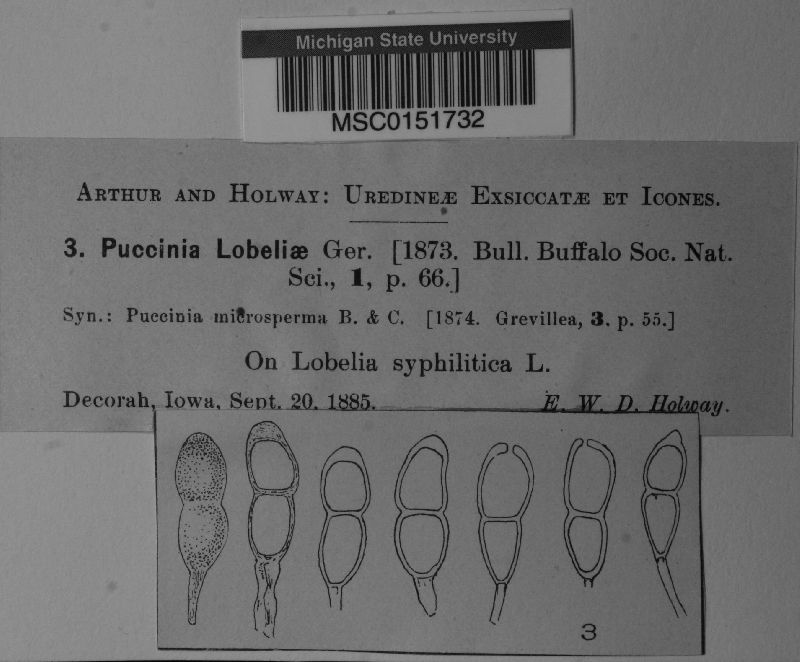 Michigan State University
MSC0151732
ARTHUR AND HOLWAY: UREDINEÆ EXSICCATÆ ET ICONES.
3. Puccinia Lobeliæ Ger. [1873. Bull. Buffalo Soc. Nat.
Sci., 1, p. 66.]
Syn.: Puccinia microsperma B. & C. [1874. Grevillea, 3. p. 55.]
On Lobelia syphilitica L.
Decorah, Iowa, Sept. 20, 1885. E. W. D. Holway.
3